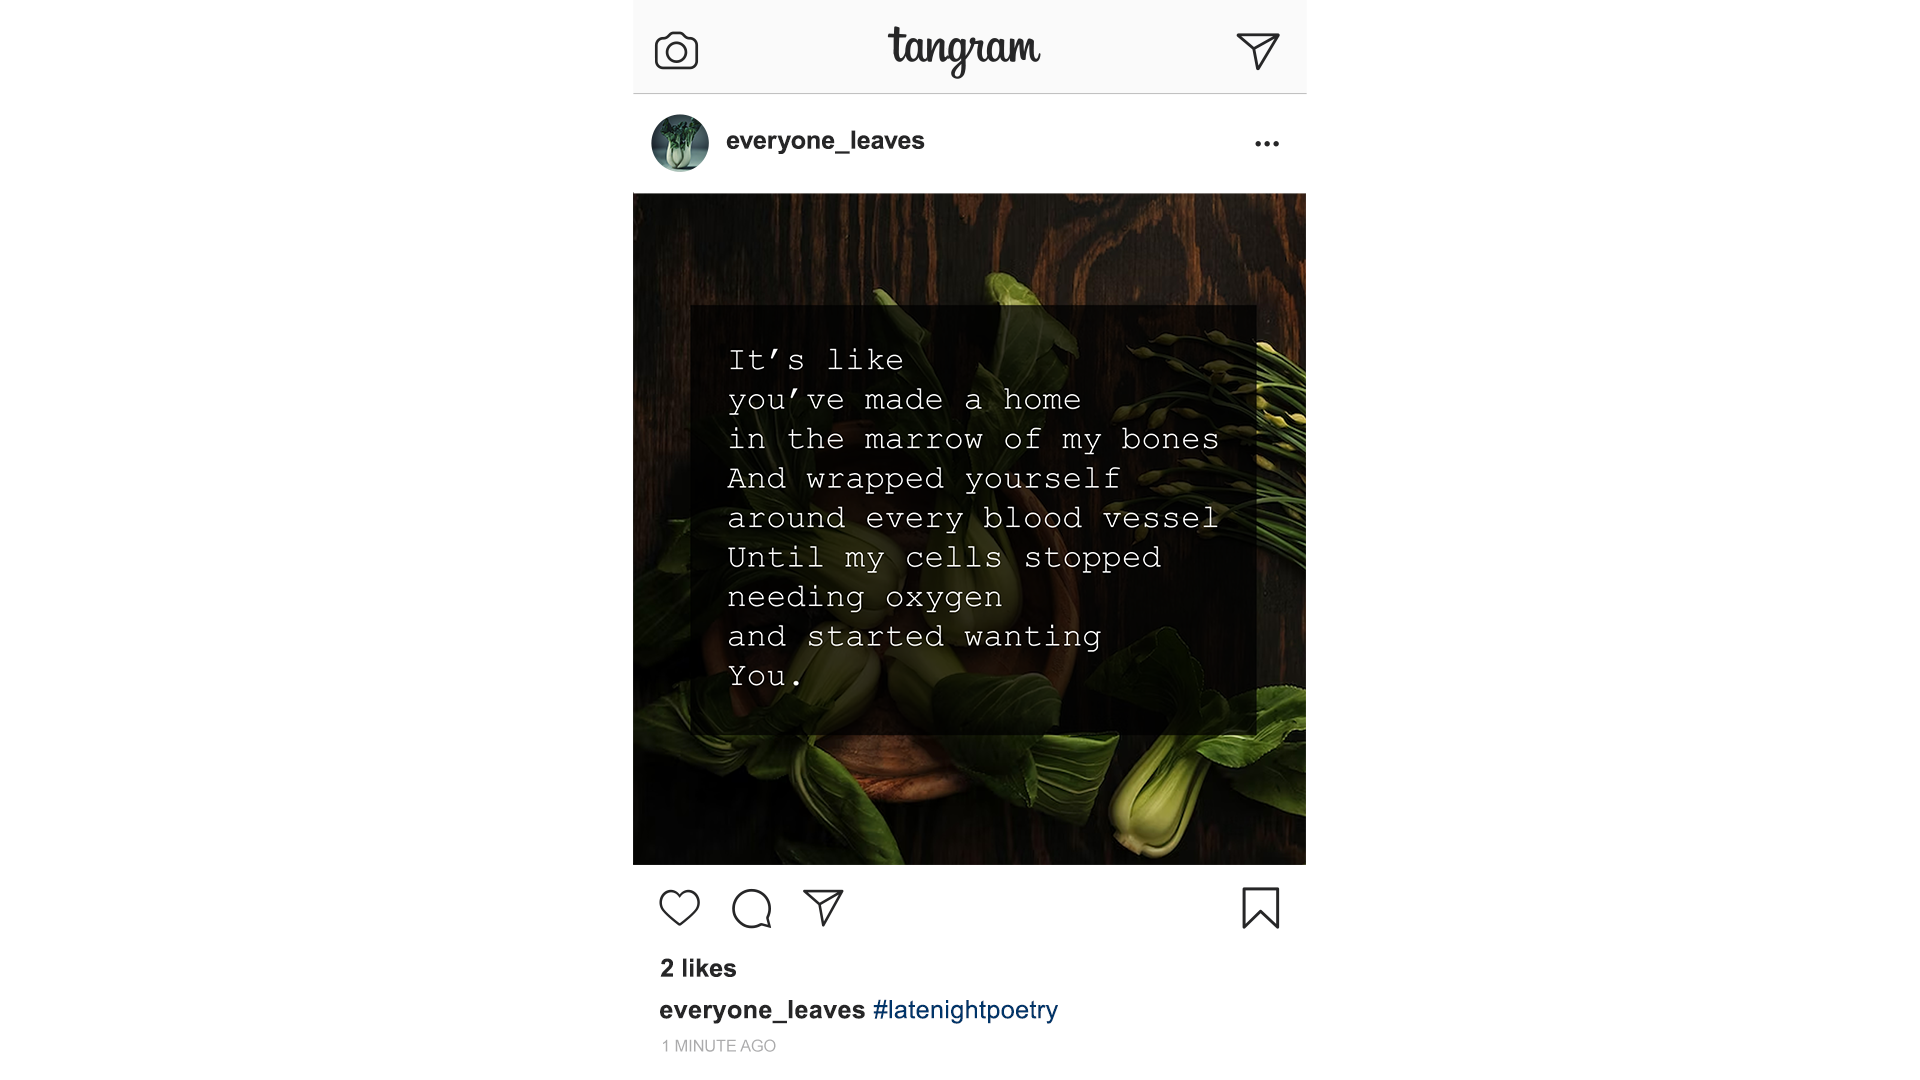 tangram
everyone_leaves
It’s like
you’ve made a home
in the marrow of my bones
And wrapped yourself
around every blood vessel
Until my cells stopped
needing oxygen
and started wanting
You.
2 likes
everyone_leaves #latenightpoetry
1 MINUTE AGO